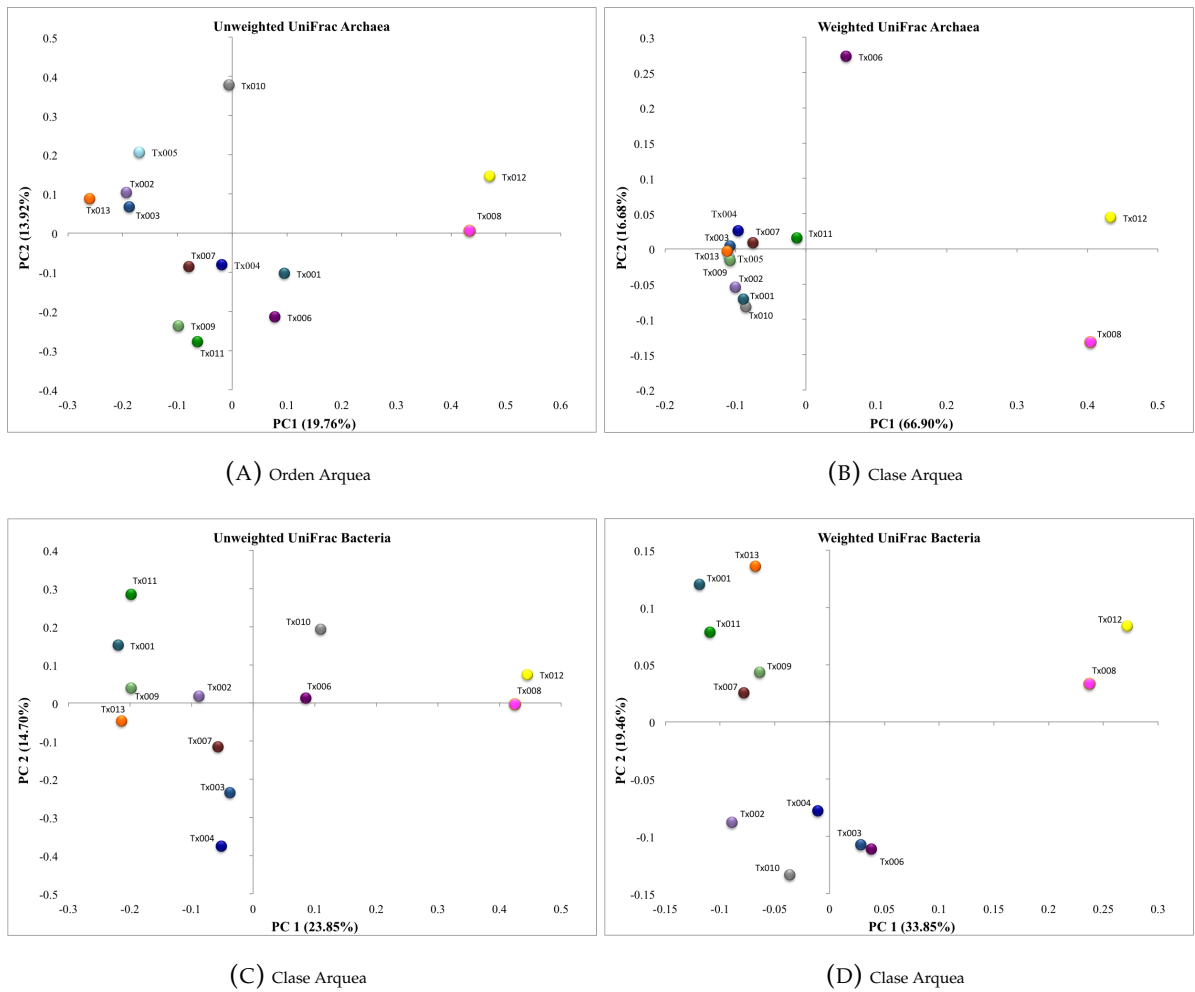 Unweighted UniFrac Archaea
0.5
0.4
0.3
0.2
0.1
0
-0.1
-0.2
-0.3
-0.4
PC2 (13.92%)
Tx010
Tx005
Tx002
Tx013
Tx003
Tx012
Tx008
Tx007
Tx004
Tx001
Tx006
Tx009
Tx011
-0.3 -0.2 -0.1 0 0.1 0.2 0.3 0.4 0.5 0.6
PC1 (19.76%)
(A) Orden Arquea
Weighted UniFrac Archaea
0.3
0.25
0.2
0.15
0.1
0.05
0
-0.05
-0.1
-0.15
-0.2
PC2 (16.68%)
Tx006
Tx004
Tx003
Tx007
Tx011
Tx012
Tx013
Tx005
Tx009
Tx002
Tx001
Tx010
Tx008
-0.2 -0.1 0 0.1 0.2 0.3 0.4 0.5
PC1 (66.90%)
(B) Clase Arquea
Unweighted UniFrac Bacteria
0.4
0.3
0.2
0.1
0
-0.1
-0.2
-0.3
-0.4
-0.5
PC 2 (14.70%)
Tx011
Tx001
Tx010
Tx009
Tx002
Tx006
Tx012
Tx008
Tx013
Tx007
Tx003
Tx004
-0.3 -0.2 -0.1 0 0.1 0.2 0.3 0.4 0.5
PC 1 (23.85%)
(C) Clase Arquea
Weighted UniFrac Bacteria
0.15
0.1
0.05
0
-0.05
-0.1
-0.15
PC 2 (19.46%)
Tx013
Tx001
Tx011
Tx012
Tx009
Tx007
Tx008
Tx004
Tx002
Tx003
Tx006
Tx010
-0.15 -0.1 -0.05 0 0.05 0.1 0.15 0.2 0.25 0.3
PC 1 (33.85%)
(D) Clase Arquea